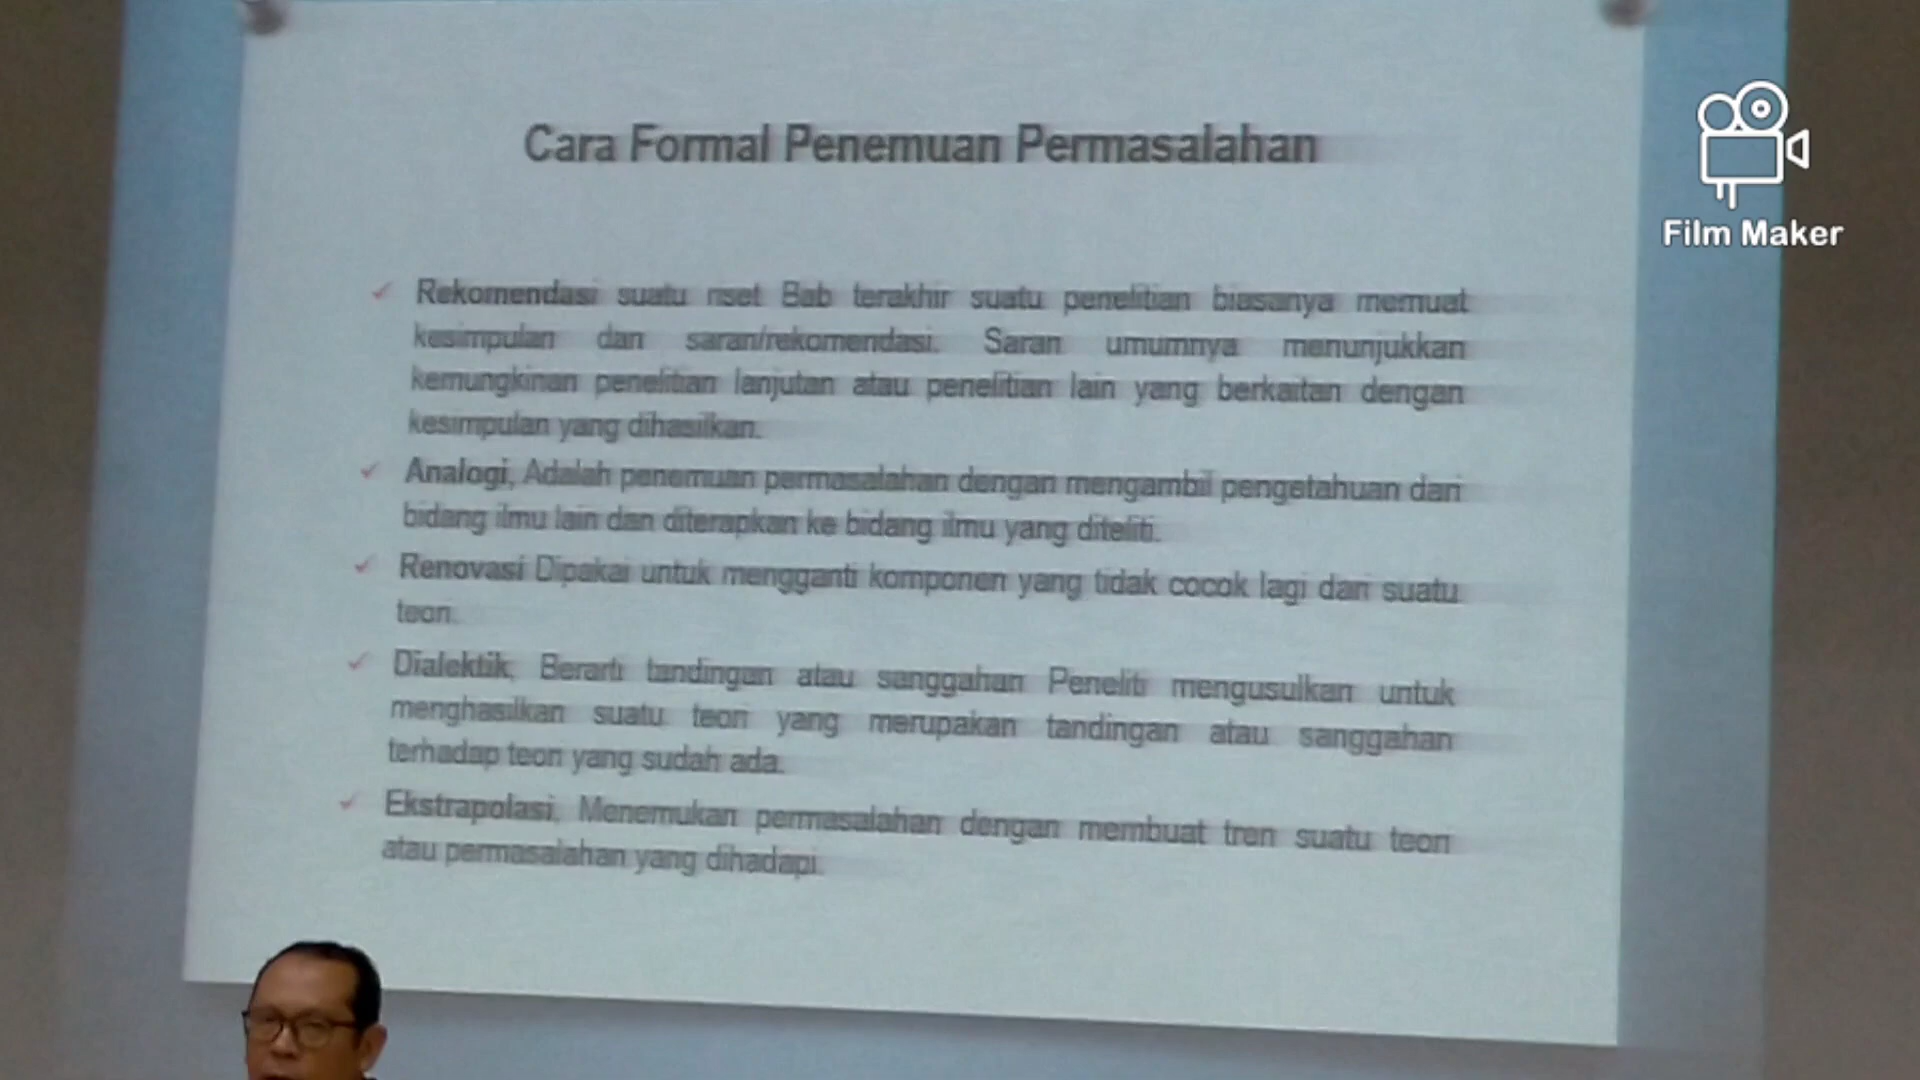 Cara Formal Penemuan Permasalahan
Film Maker
Rekomendasi suatu riset Bab terakhir suatu penelitian biasanya memuat
kesimpulan dan saran/rekomendasi. Saran umumnya menunjukkan
kemungkinan penelitian lanjutan atau penelitian lain yang berkaitan dengan
kesimpulan yang dihasilkan.
Analogi, Adalah penemuan permasalahan dengan mengambil pengetahuan dari
bidang ilmu lain dan diterapkan ke bidang ilmu yang diteliti.
Renovasi Dipakai untuk mengganti komponen yang tidak cocok lagi dari suatu
teori.
Dialektik, Berarti tandingan atau sanggahan Peneliti mengusulkan untuk
menghasilkan suatu teori yang merupakan tandingan atau sanggahan
terhadap teori yang sudah ada.
Ekstrapolasi, Menemukan permasalahan dengan membuat tren suatu teori
atau permasalahan yang dihadapi.